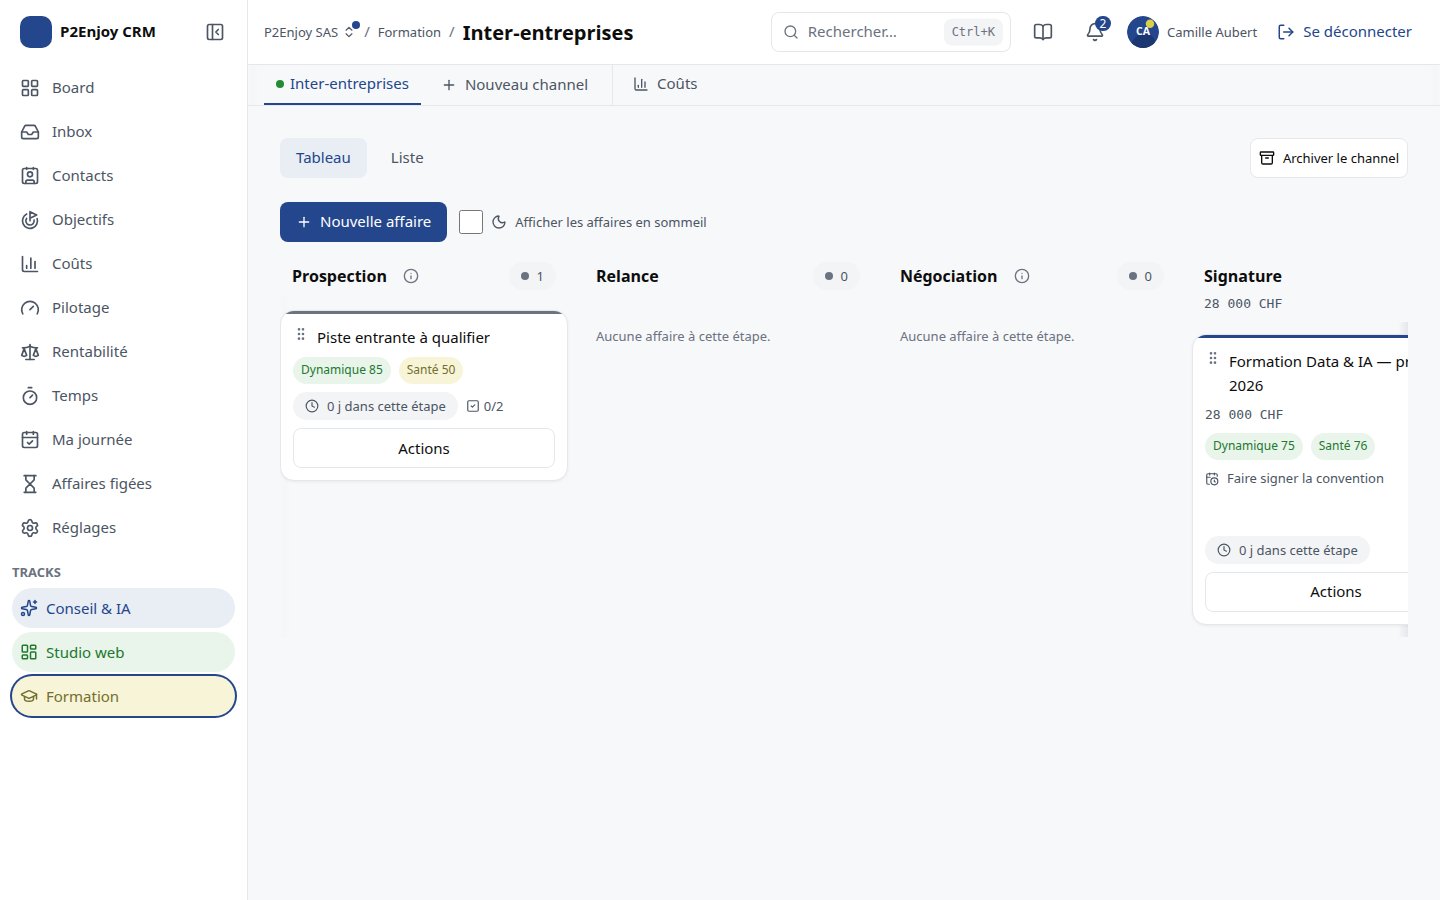 P2Enjoy CRM
Board
Inbox
Contacts
Objectifs
Coûts
Pilotage
Rentabilité
Temps
Ma journée
Affaires figées
Réglages
TRACKS
Conseil & IA
Studio web
Formation
P2Enjoy SAS / Formation / Inter-entreprises
Rechercher... Ctrl+K
2
CA Camille Aubert
Se déconnecter
Inter-entreprises
Nouveau channel
Coûts
Tableau Liste
Archiver le channel
Nouvelle affaire
Afficher les affaires en sommeil
Prospection 1
Piste entrante à qualifier
Dynamique 85 Santé 50
0 j dans cette étape 0/2
Actions
Relance 0
Aucune affaire à cette étape.
Négociation 0
Aucune affaire à cette étape.
Signature
28 000 CHF
Formation Data & IA —
2026
28 000 CHF
Dynamique 75 Santé 76
Faire signer la convention
0 j dans cette étape
Actions